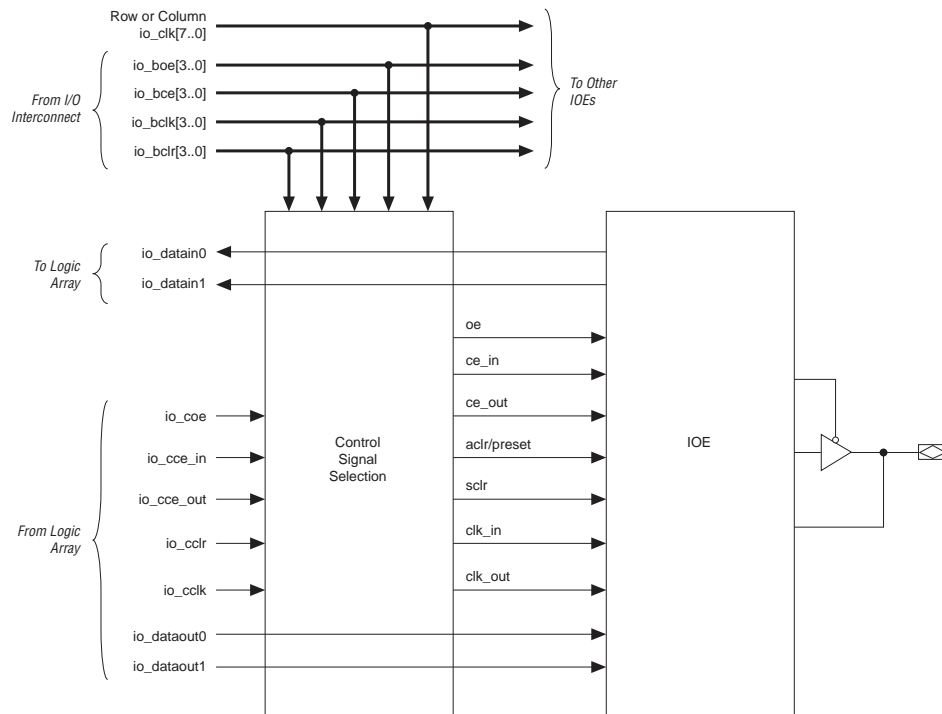 Row or Column
io_clk[7..0]
io_boe[3..0]
From I/O
Interconnect
io_bce[3..0]
io_bclk[3..0]
io_bclr[3..0]
To Other
IOEs
io_datain0
To Logic
Array
io_datain1
oe
ce_in
io_coe
ce_out
io_cce_in
Control
Signal
Selection
aclr/preset
IOE
io_cce_out
sclr
From Logic
Array
io_cclr
clk_in
io_cclk
clk_out
io_dataout0
io_dataout1